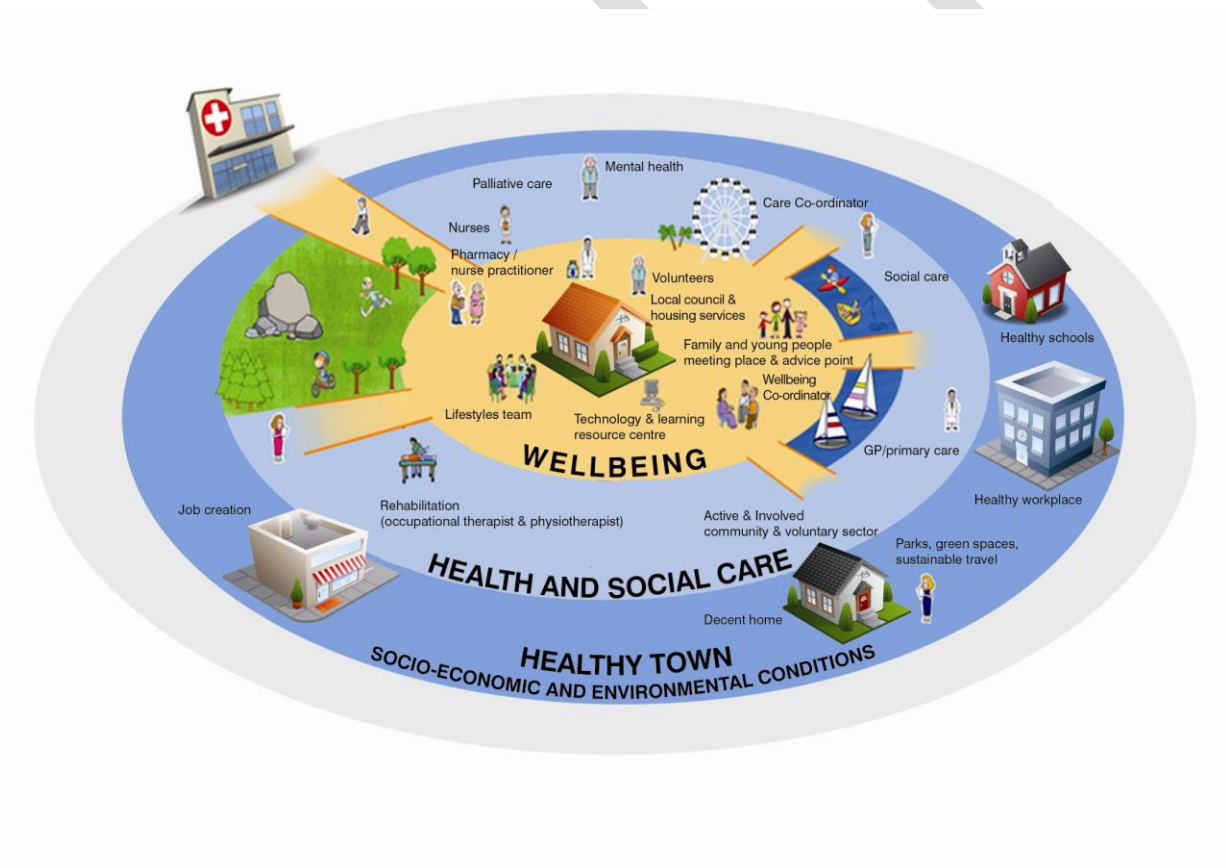 Mental health
Palliative care
Care Co-ordinator
Nurses
Pharmacy /
nurse practitioner
Volunteers
Social care
Local council &
housing services
Healthy schools
Family and young people
meeting place & advice point
Wellbeing
Co-ordinator
Lifestyles team
Technology & learning
resource centre
WELLBEING
GP/primary care
Healthy workplace
Rehabilitation
(occupational therapist & physiotherapist)
Job creation
Active & Involved
community & voluntary sector
Parks, green spaces,
sustainable travel
HEALTH AND SOCIAL CARE
Decent home
HEALTHY TOWN
SOCIO-ECONOMIC AND ENVIRONMENTAL CONDITIONS